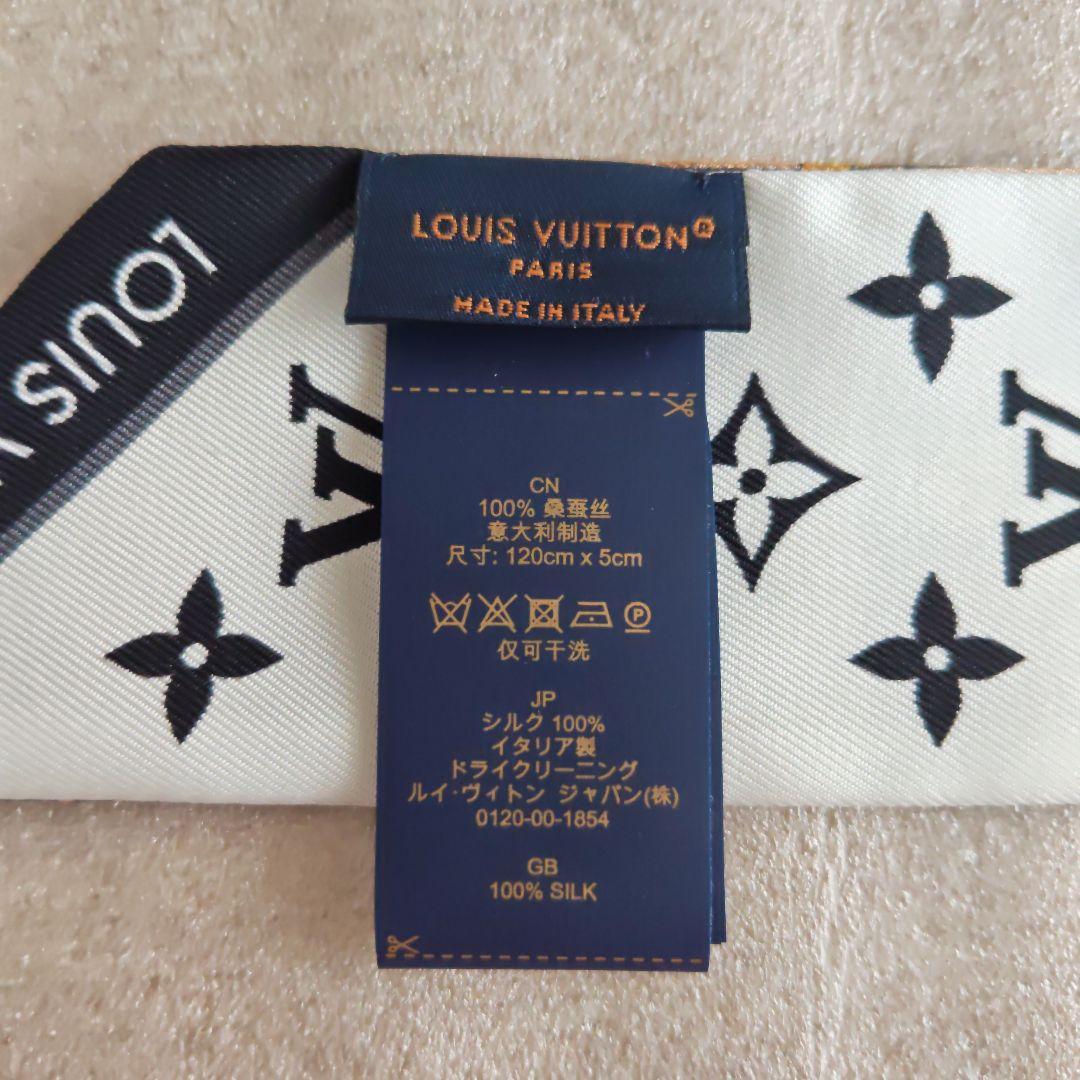 LOUIS V
LOUIS VUITTON®
PARIS
MADE IN ITALY
CN
100% 桑蚕丝
意大利制造
尺寸: 120cm x 5cm
P
仅可干洗
JP
シルク 100%
イタリア製
ドライクリーニング
ルイ·ヴィトン ジャパン(株)
0120-00-1854
GB
100% SILK